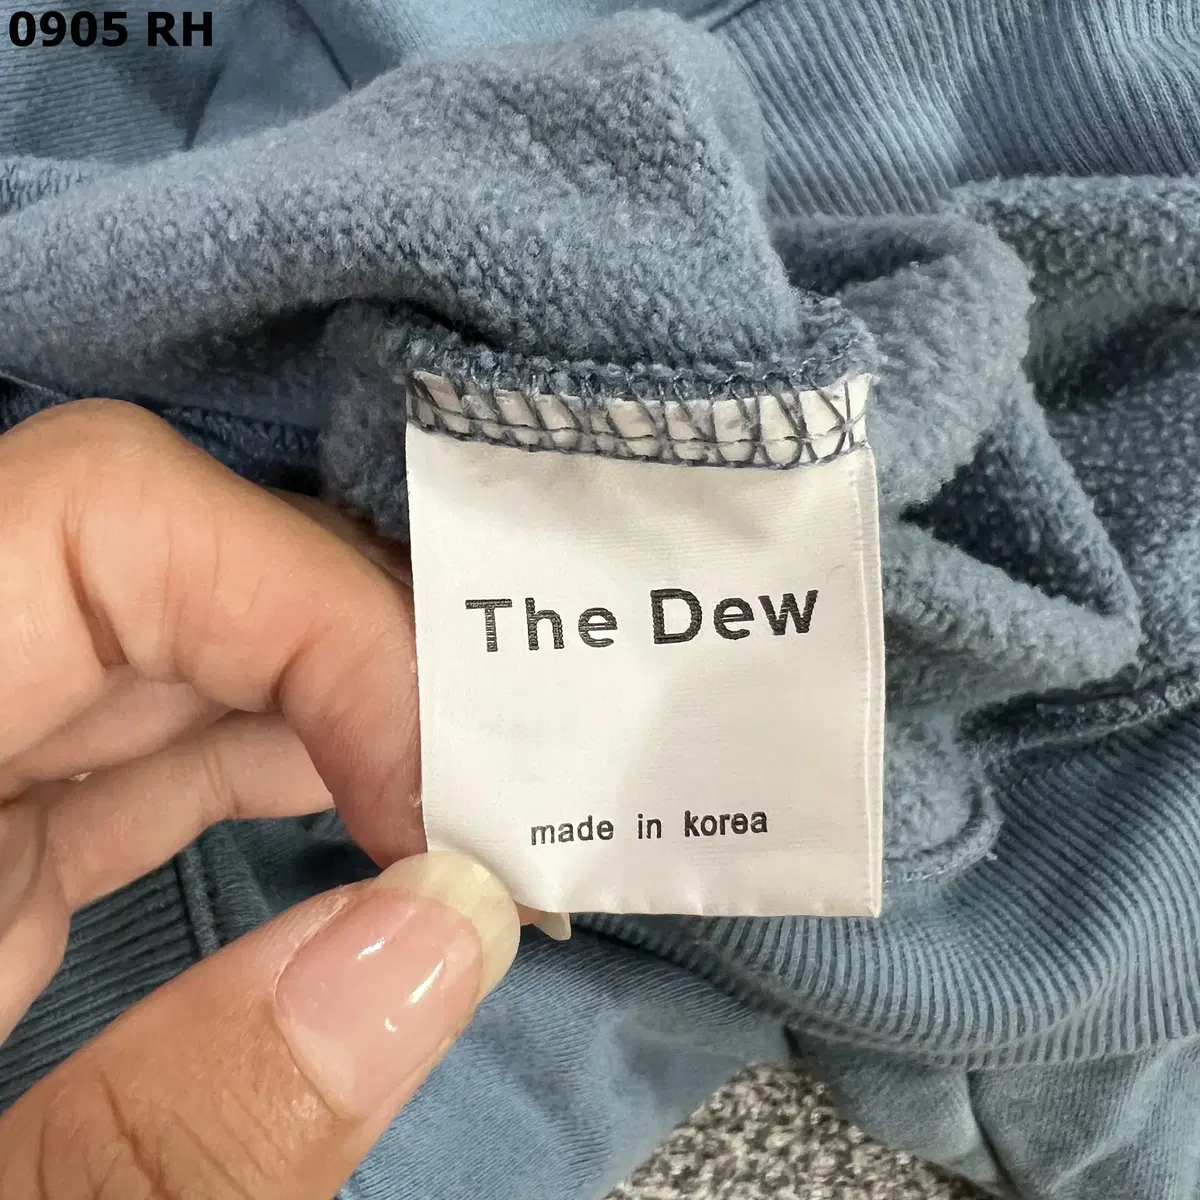 0905 RH
The Dew
made in korea